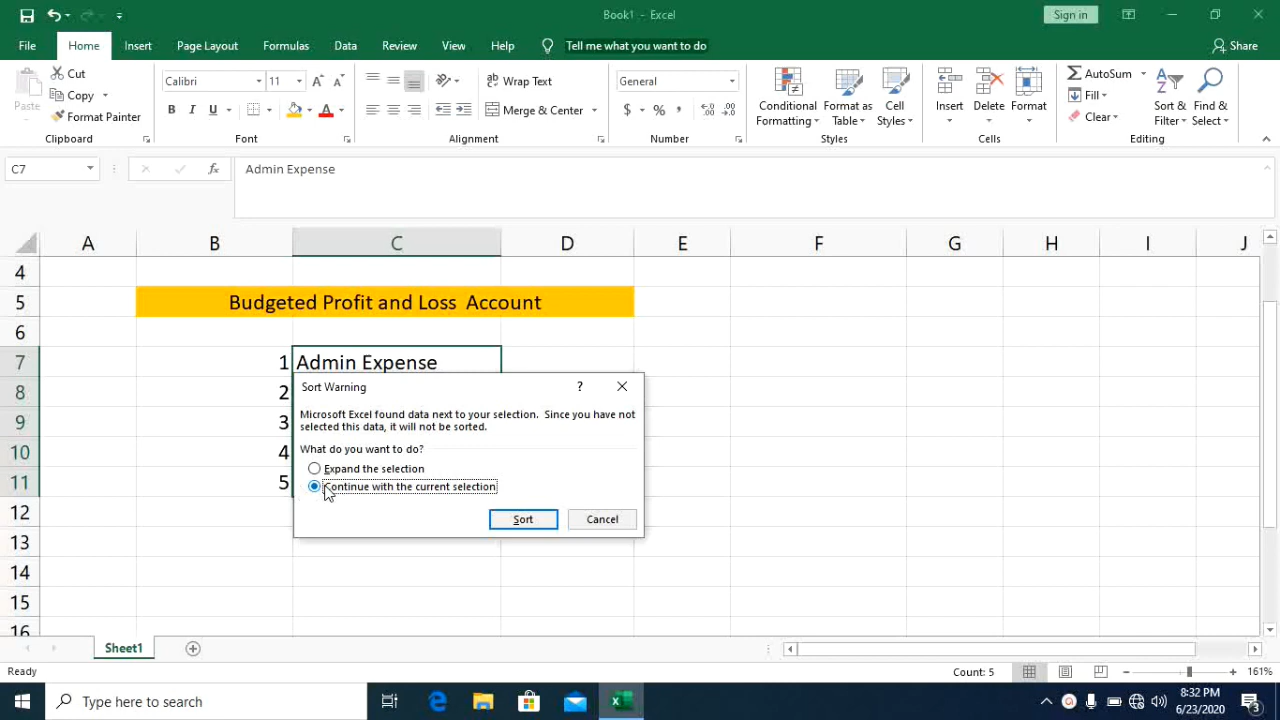 Book1 - Excel
Sign in
File Home Insert Page Layout Formulas Data Review View Help Tell me what you want to do Share
Paste
Cut
Copy
Format Painter
Clipboard
Calibri 11
B I U
Font
Wrap Text
Merge & Center
Alignment
General
$ % ,
Number
Conditional Formatting
Format as Table
Cell Styles
Styles
Insert Delete Format
Cells
AutoSum
Fill
Clear
Sort & Filter
Find & Select
Editing
C7 fx Admin Expense
A B C D E F G H I J
4
5 Budgeted Profit and Loss Account
6
7 1 Admin Expense
8 2
9 3
10 4
11 5
12
13
14
15
16
Sort Warning ?
Microsoft Excel found data next to your selection. Since you have not
selected this data, it will not be sorted.
What do you want to do?
Expand the selection
Continue with the current selection
Sort Cancel
Sheet1
Ready Count: 5 161%
Type here to search
8:32 PM
6/23/2020
3